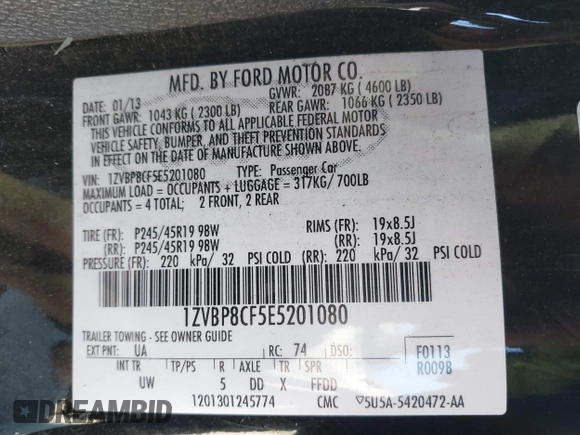 MFD. BY FORD MOTOR CO.
DATE: 01/13 GVWR: 2087 KG ( 4600 LB)
FRONT GAWR: 1043 KG ( 2300 LB) REAR GAWR: 1066 KG ( 2350 LB)
THIS VEHICLE CONFORMS TO ALL APPLICABLE FEDERAL MOTOR
VEHICLE SAFETY, BUMPER, AND THEFT PREVENTION STANDARDS
IN EFFECT ON THE DATE OF MANUFACTURE SHOWN ABOVE.
VIN: 1ZVBP8CF5E5201080 TYPE: Passenger Car
MAXIMUM LOAD = OCCUPANTS + LUGGAGE = 317KG/700LB
OCCUPANTS = 4 TOTAL; 2 FRONT, 2 REAR
TIRE (FR): P245/45R19 98W RIMS (FR): 19x8.5J
(RR): P245/45R19 98W (RR): 19x8.5J
PRESSURE (FR): 220 kPa/ 32 PSI COLD (RR): 220 kPa/ 32 PSI COLD
1ZVBP8CF5E5201080
TRAILER TOWING - SEE OWNER GUIDE
EXT PNT: UA RC: 74 DSO: F0113
INT TR TP/PS R AXLE TR SPR R009B
UW 5 DD X FFDD
1201301245774 CMC 5U5A-5420472-AA
DREAMBID